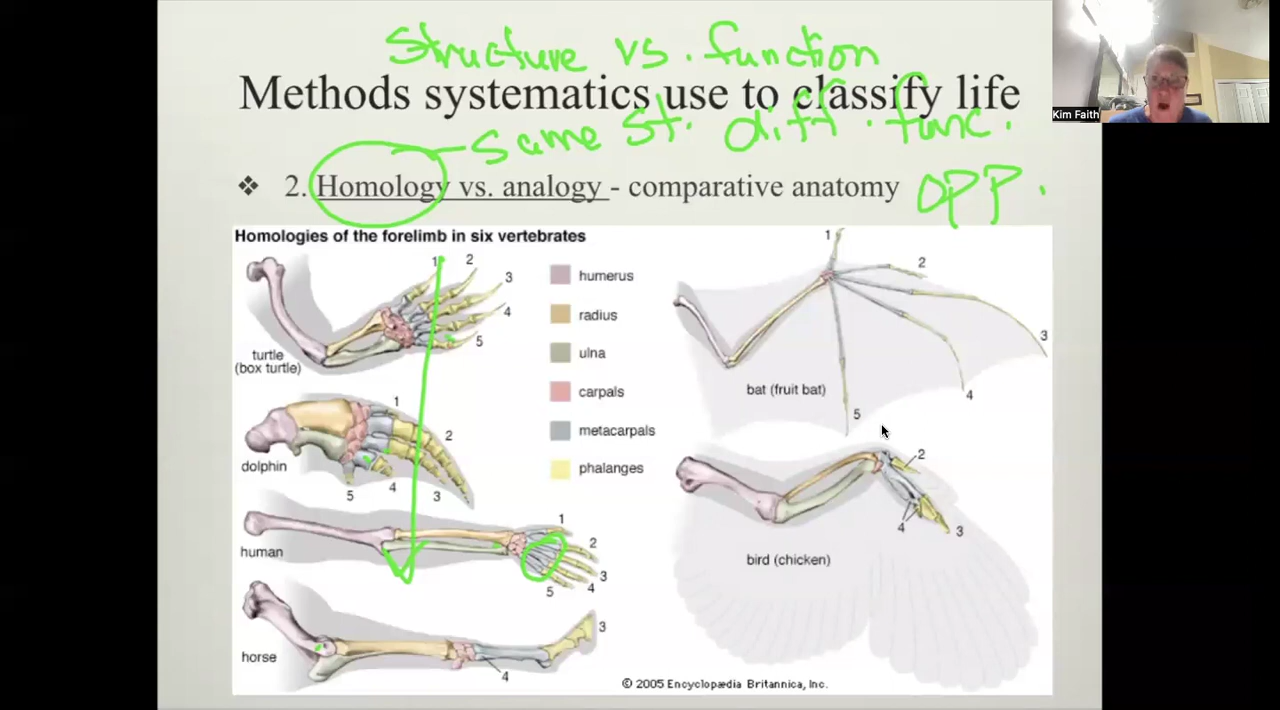 Structure vs. function
Methods systematics use to classify life
Same st. diff. func.
❖ 2. Homology vs. analogy - comparative anatomy
OPP.
Kim Faith
Homologies of the forelimb in six vertebrates
1 2 3 4 5
turtle
(box turtle)
1 2 3 4 5
dolphin
1 2 3 4 5
human
3 4
horse
humerus
radius
ulna
carpals
metacarpals
phalanges
1 2 3 4 5
bat (fruit bat)
2 3 4
bird (chicken)
© 2005 Encyclopædia Britannica, Inc.